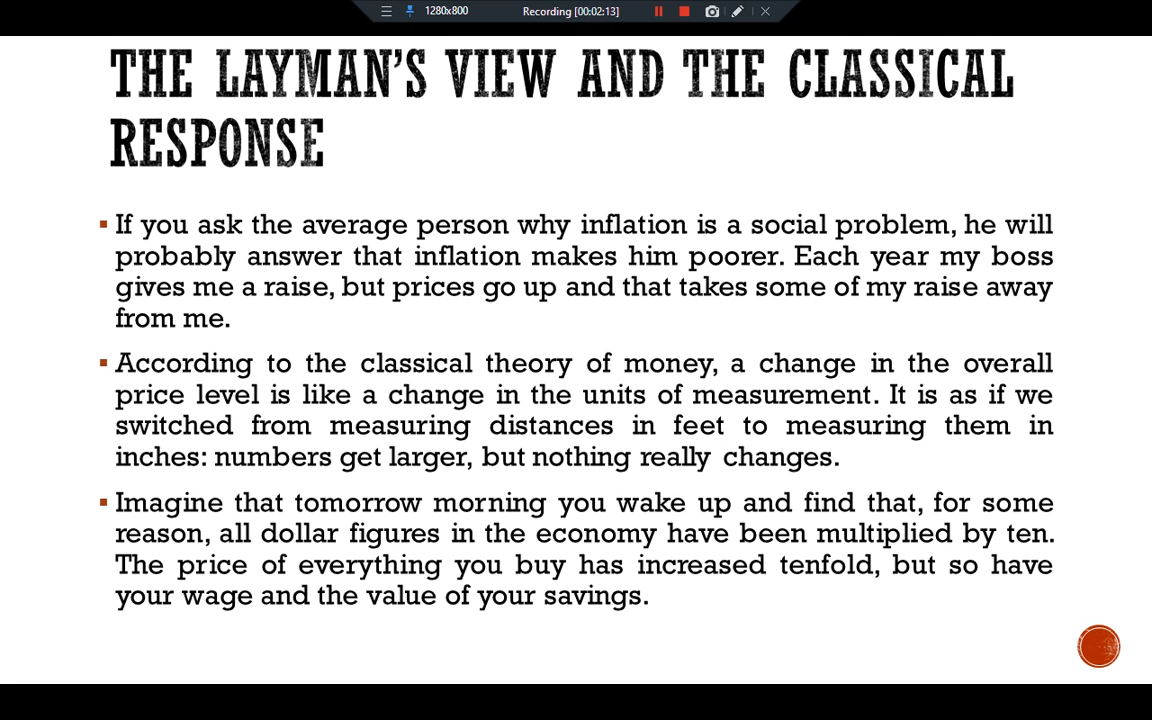 1280x800
Recording [00:02:13]
THE LAYMAN'S VIEW AND THE CLASSICAL
RESPONSE
▪ If you ask the average person why inflation is a social problem, he will
probably answer that inflation makes him poorer. Each year my boss
gives me a raise, but prices go up and that takes some of my raise away
from me.
▪ According to the classical theory of money, a change in the overall
price level is like a change in the units of measurement. It is as if we
switched from measuring distances in feet to measuring them in
inches: numbers get larger, but nothing really changes.
▪ Imagine that tomorrow morning you wake up and find that, for some
reason, all dollar figures in the economy have been multiplied by ten.
The price of everything you buy has increased tenfold, but so have
your wage and the value of your savings.